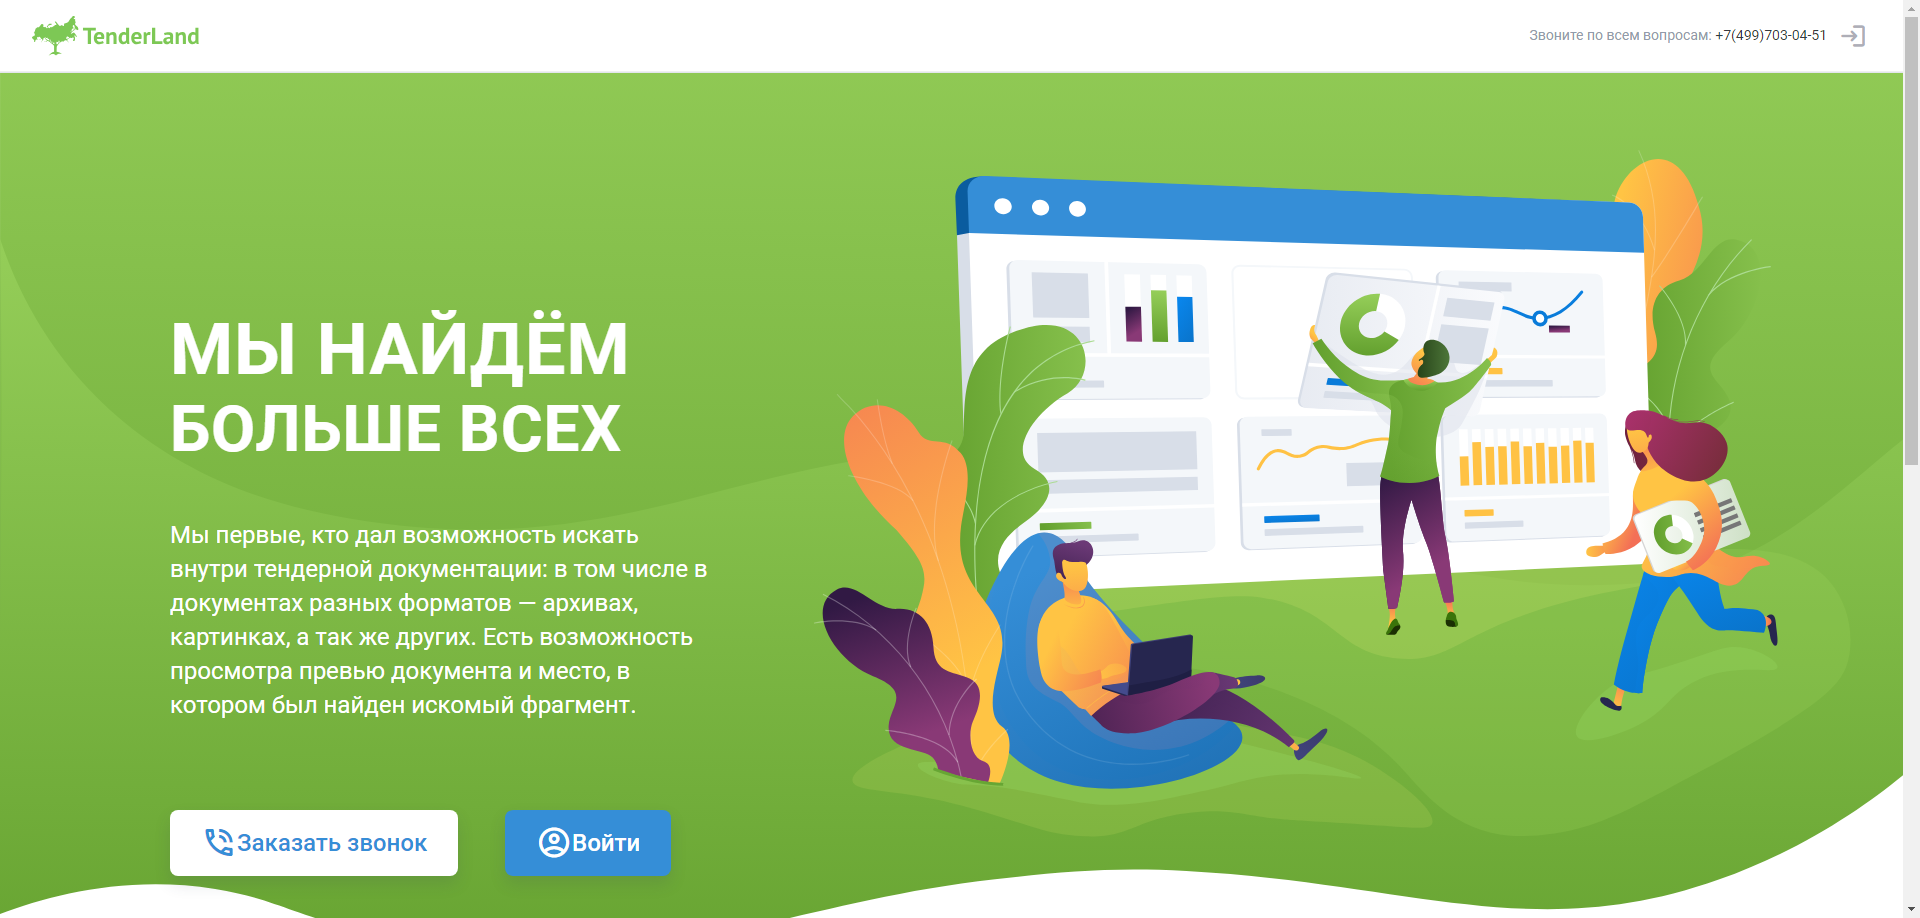 TenderLand
Звоните по всем вопросам: +7(499)703-04-51
МЫ НАЙДЁМ
БОЛЬШЕ ВСЕХ
Мы первые, кто дал возможность искать
внутри тендерной документации: в том числе в
документах разных форматов — архивах,
картинках, а так же других. Есть возможность
просмотра превью документа и место, в
котором был найден искомый фрагмент.
Заказать звонок
Войти